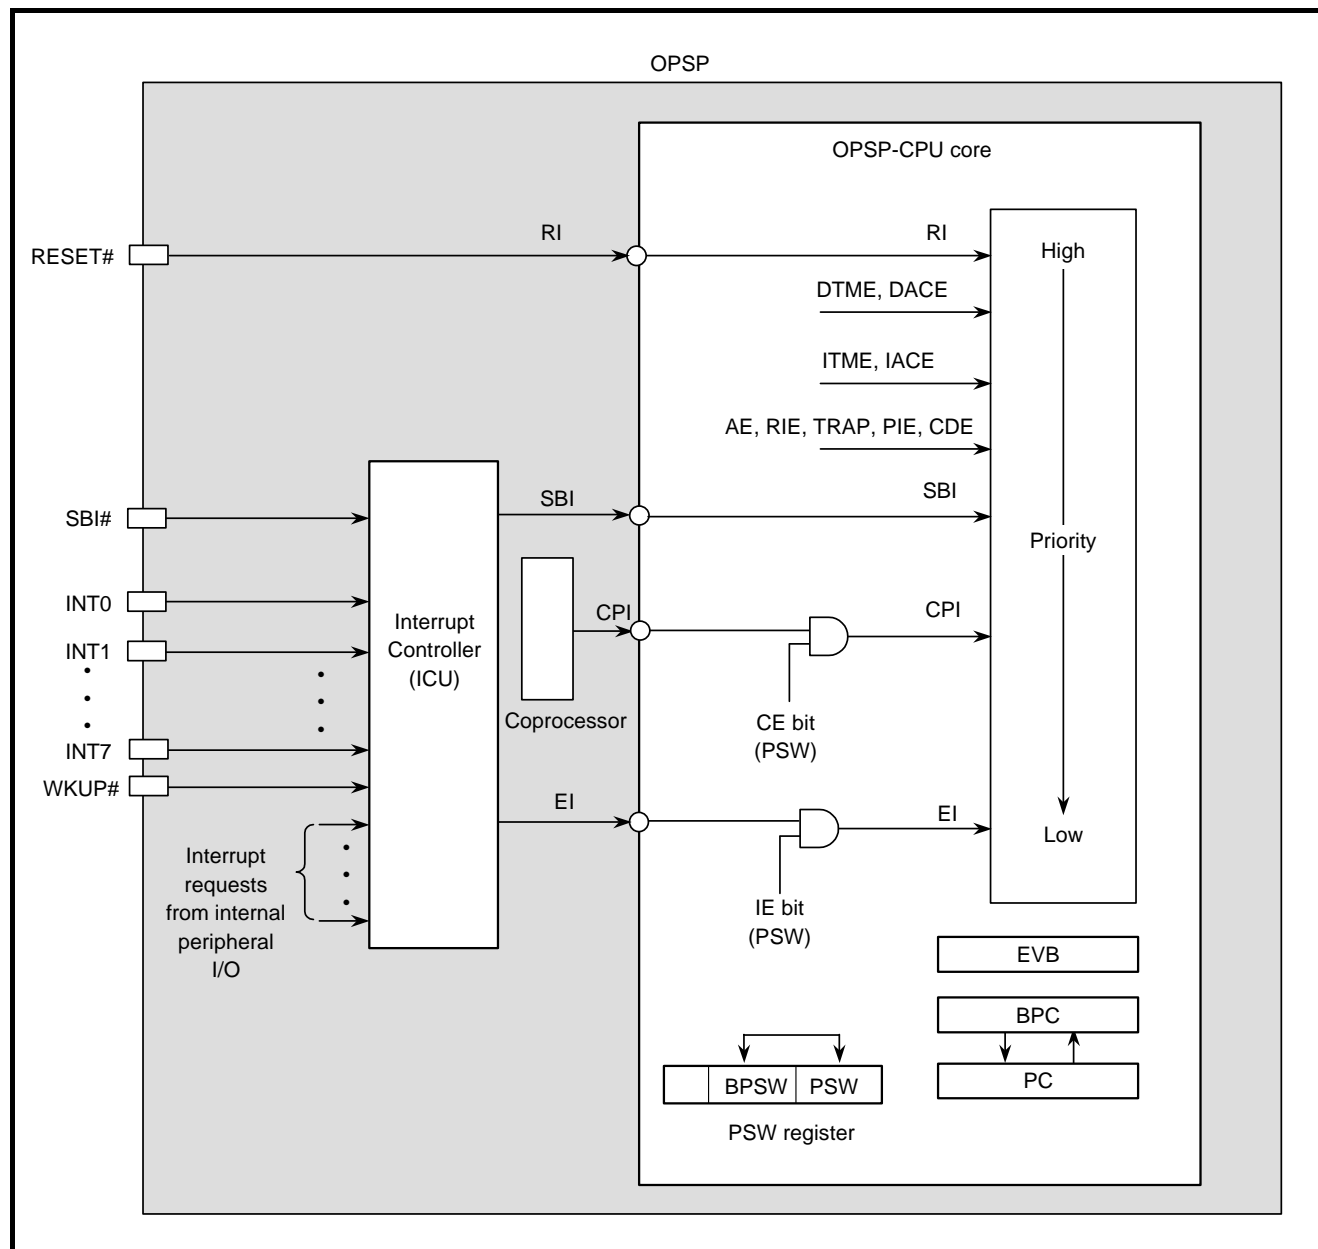 OPSP
OPSP-CPU core
RESET#
RI
RI
High
DTME, DACE
ITME, IACE
AE, RIE, TRAP, PIE, CDE
SBI#
SBI
SBI
Priority
INT0
INT1
INT7
WKUP#
Interrupt
Controller
(ICU)
CPI
CPI
Coprocessor
CE bit
(PSW)
EI
EI
Low
Interrupt
requests
from internal
peripheral
I/O
IE bit
(PSW)
EVB
BPC
PC
BPSW
PSW
PSW register